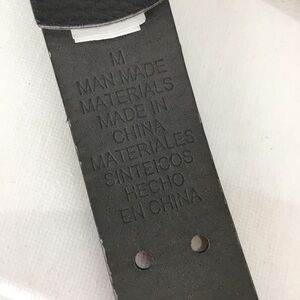 M
MAN MADE
MATERIALS
MADE IN
CHINA
MATERIALES
SINTEICOS
HECHO
EN CHINA